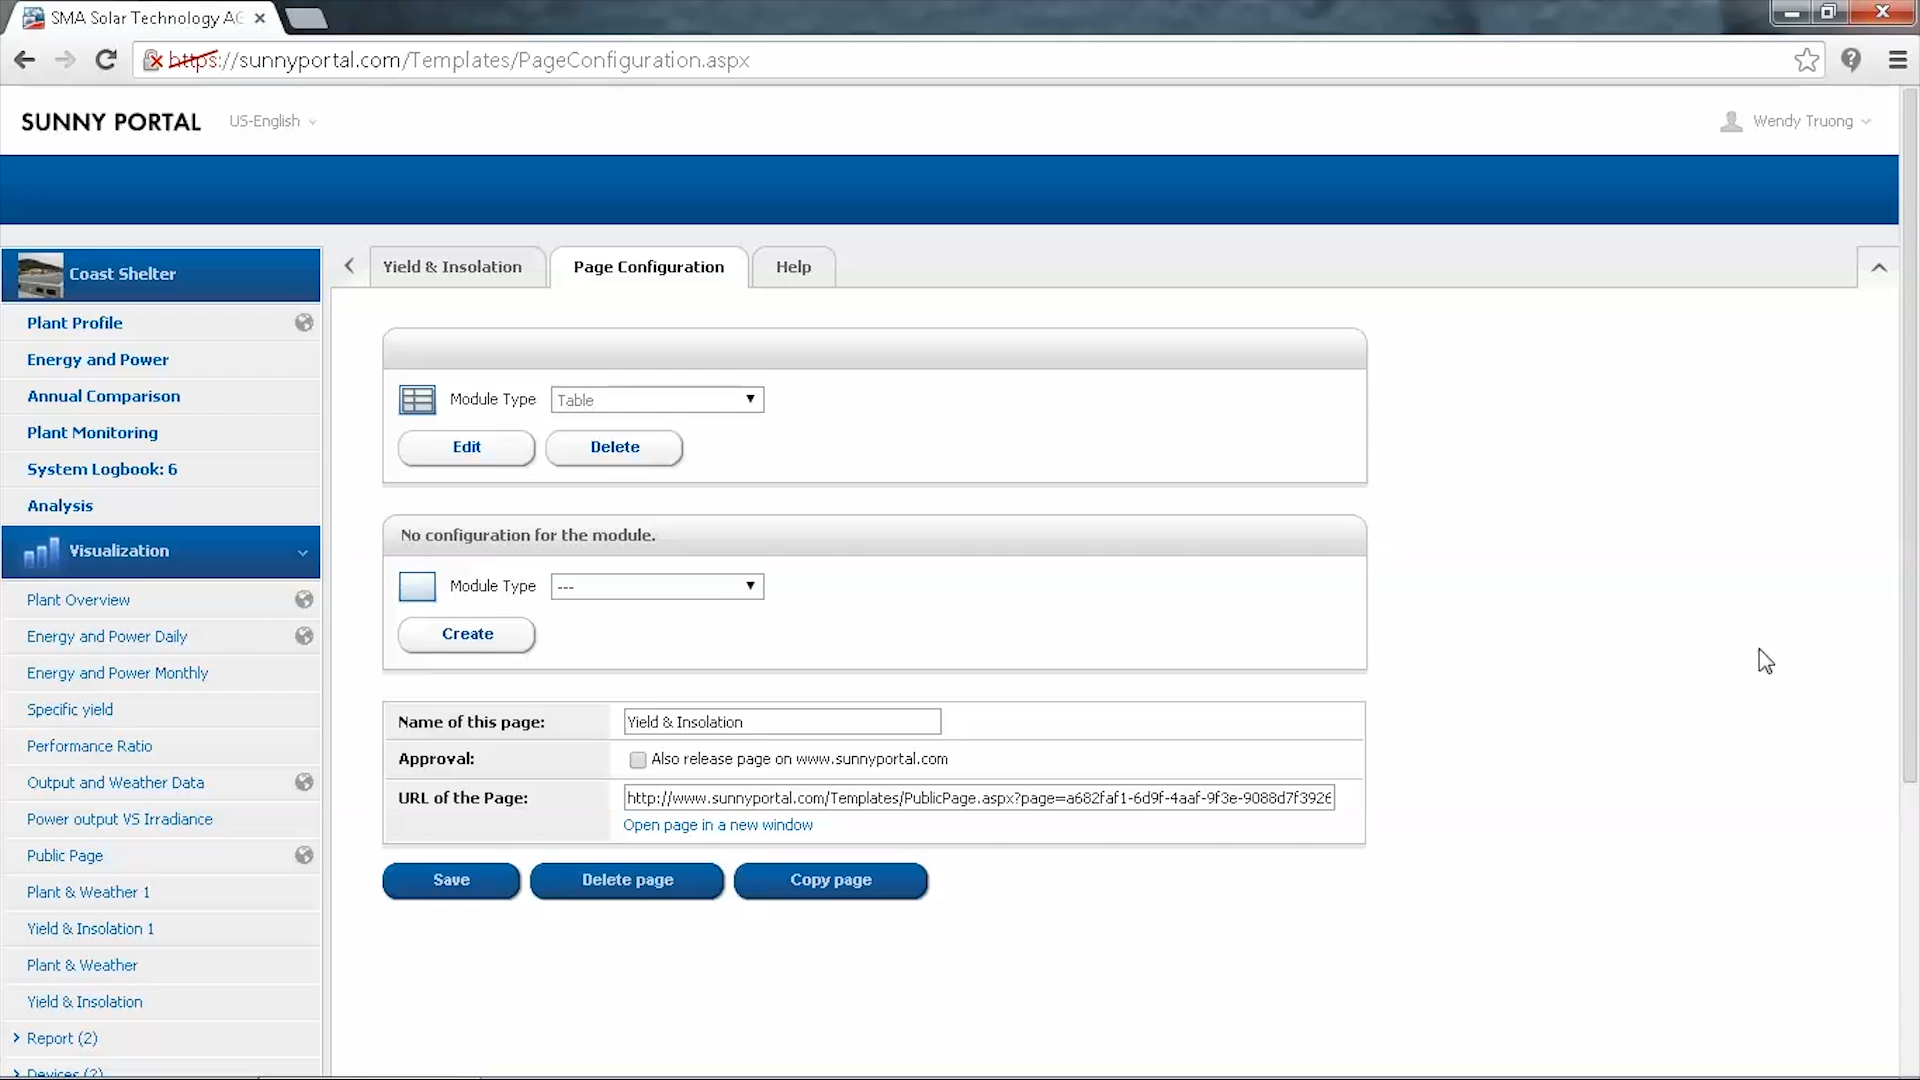 SMA Solar Technology AG
https://sunnyportal.com/Templates/PageConfiguration.aspx
SUNNY PORTAL
US-English
Wendy Truong
Coast Shelter
Plant Profile
Energy and Power
Annual Comparison
Plant Monitoring
System Logbook: 6
Analysis
Visualization
Plant Overview
Energy and Power Daily
Energy and Power Monthly
Specific yield
Performance Ratio
Output and Weather Data
Power output VS Irradiance
Public Page
Plant & Weather 1
Yield & Insolation 1
Plant & Weather
Yield & Insolation
Report (2)
Devices (2)
Yield & Insolation
Page Configuration
Help
Module Type
Table
Edit
Delete
No configuration for the module.
Module Type
---
Create
Name of this page:
Yield & Insolation
Approval:
Also release page on www.sunnyportal.com
URL of the Page:
http://www.sunnyportal.com/Templates/PublicPage.aspx?page=a682faf1-6d9f-4aaf-9f3e-9088d7f3926
Open page in a new window
Save
Delete page
Copy page